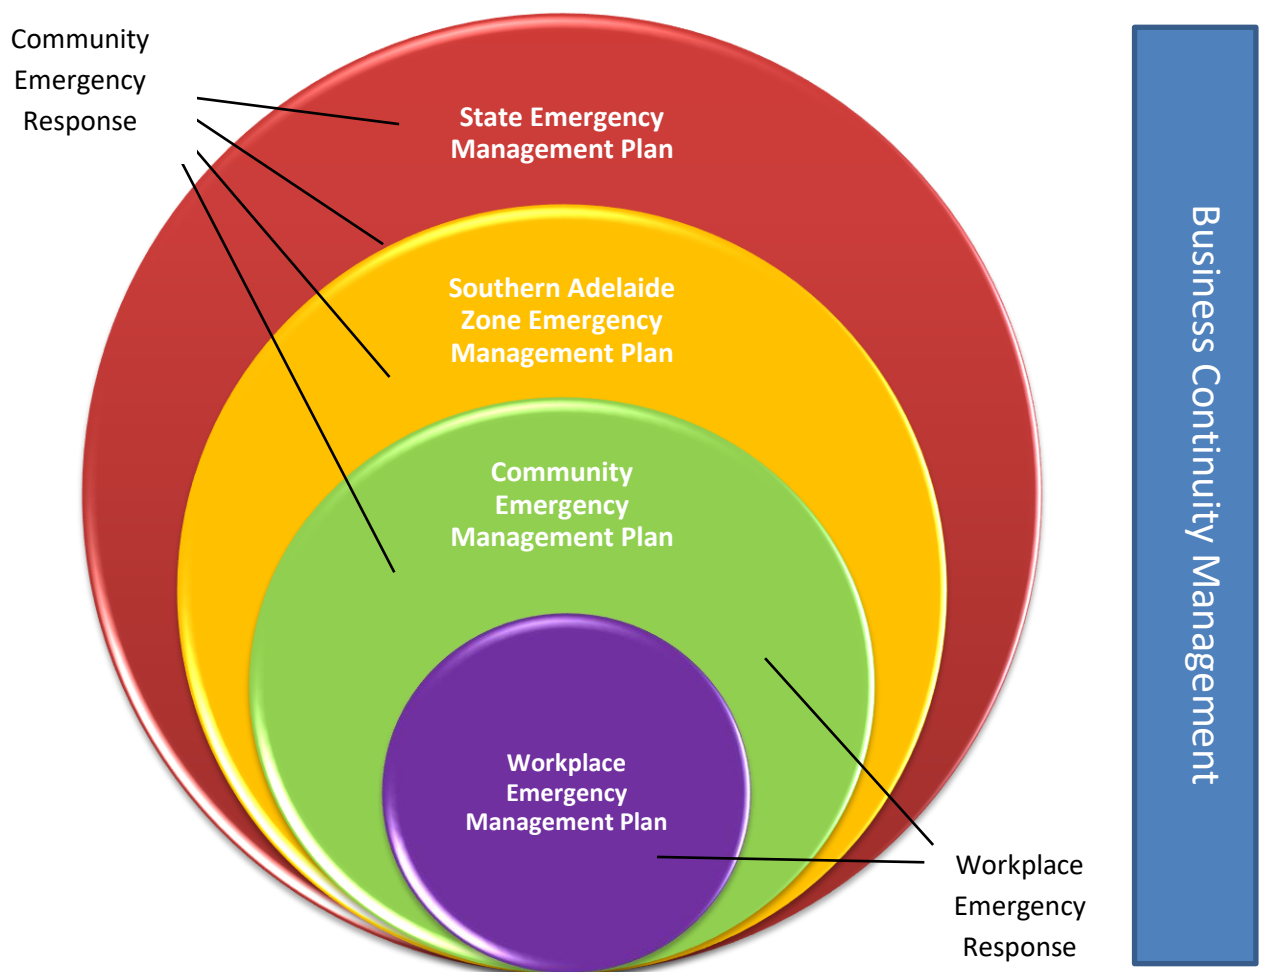 Community
Emergency
Response
State Emergency
Management Plan
Southern Adelaide
Zone Emergency
Management Plan
Community
Emergency
Management Plan
Workplace
Emergency
Management Plan
Workplace
Emergency
Response
Business Continuity Management